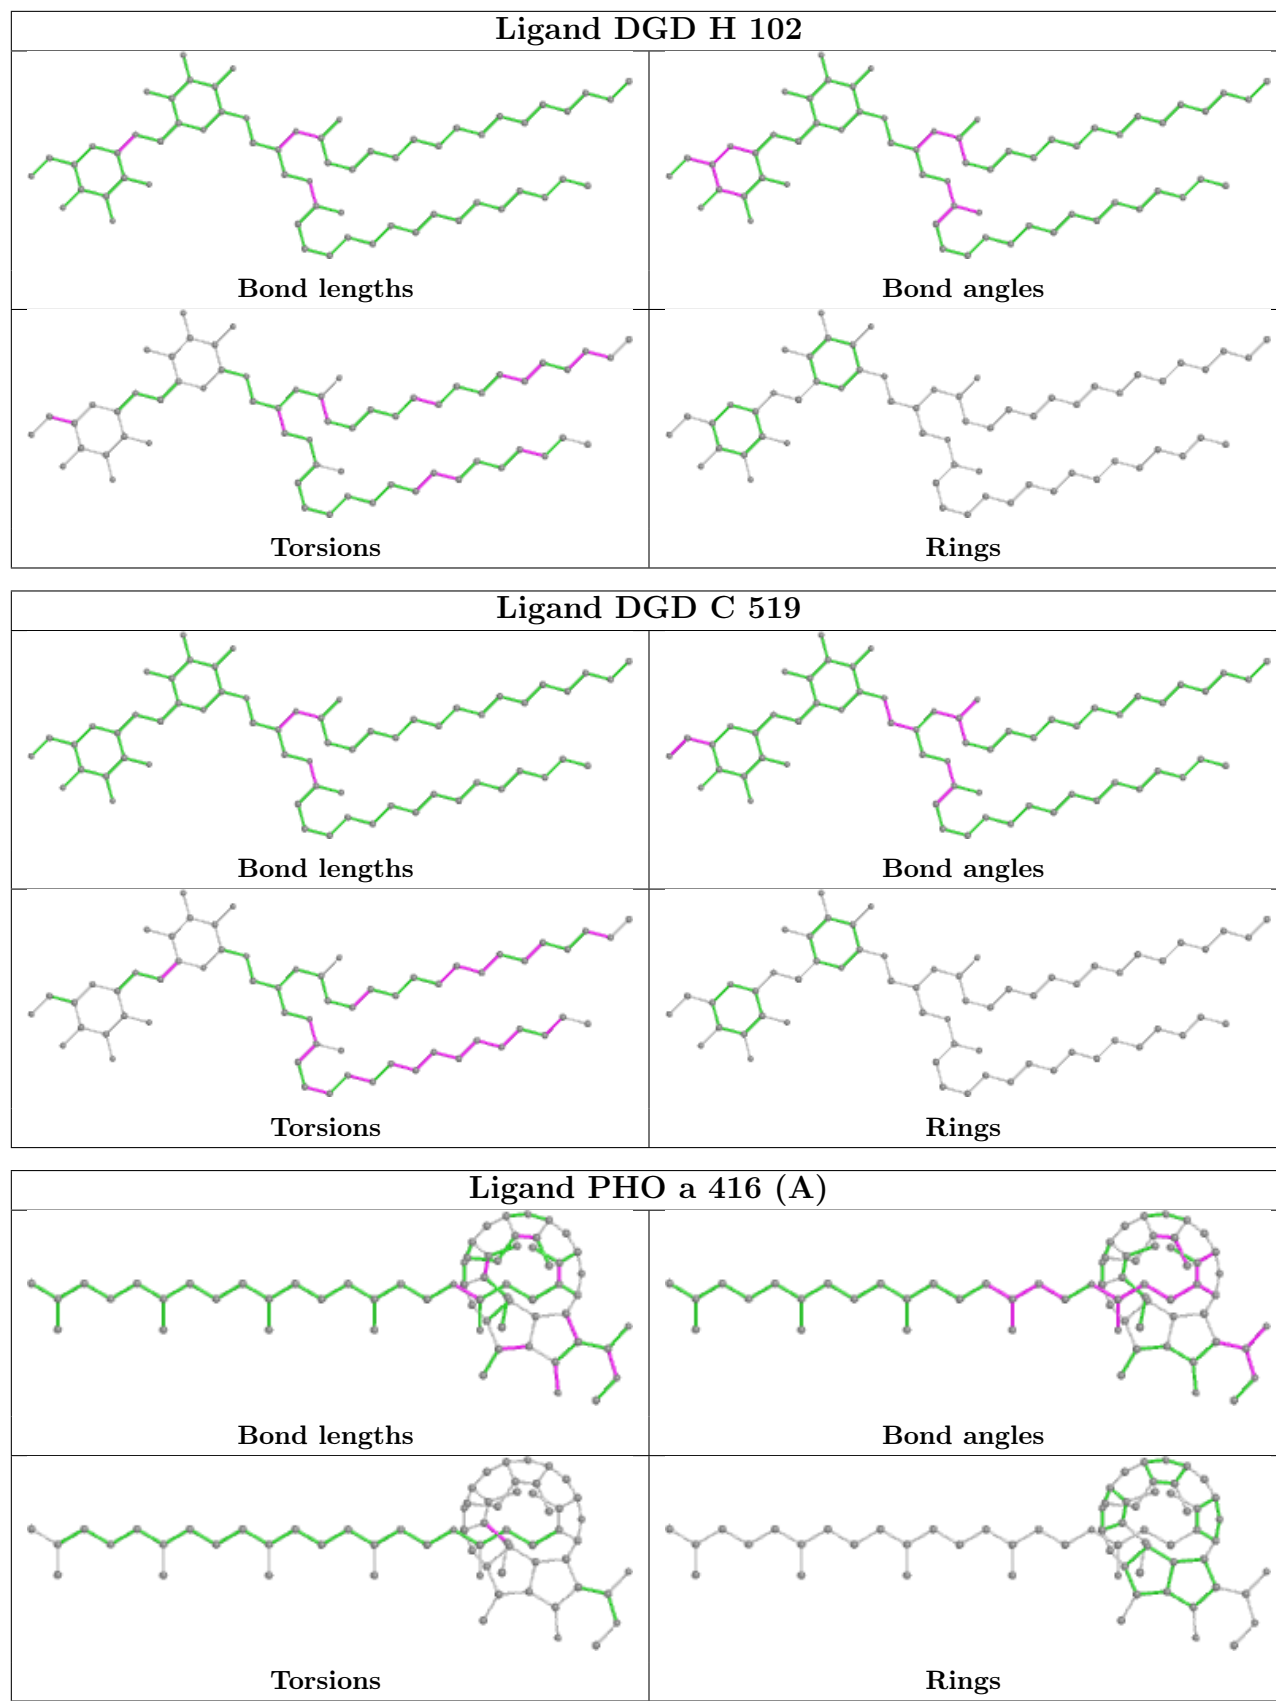 Ligand DGD H 102
Bond lengths
Bond angles
Torsions
Rings
Ligand DGD C 519
Bond lengths
Bond angles
Torsions
Rings
Ligand PHO a 416 (A)
Bond lengths
Bond angles
Torsions
Rings